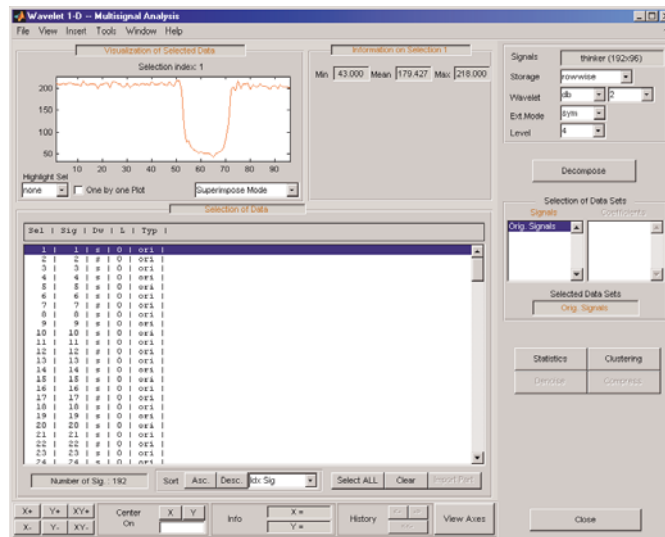 Wavelet 1-D -- Multisignal Analysis
File View Insert Tools Window Help
Visualization of Selected Data
Selection index: 1
200
150
100
50
10 20 30 40 50 60 70 80 90
Highlight Sel
none
One by one Plot
Superimpose Mode
Information on Selection 1
Min 43.000 Mean 179.427 Max 218.000
Selection of Data
Sel | Sig | Dw | L | Typ |
1 | 1 | s | 0 | ori |
2 | 2 | s | 0 | ori |
3 | 3 | s | 0 | ori |
4 | 4 | s | 0 | ori |
5 | 5 | s | 0 | ori |
6 | 6 | s | 0 | ori |
7 | 7 | s | 0 | ori |
8 | 8 | s | 0 | ori |
9 | 9 | s | 0 | ori |
10 | 10 | s | 0 | ori |
11 | 11 | s | 0 | ori |
12 | 12 | s | 0 | ori |
13 | 13 | s | 0 | ori |
14 | 14 | s | 0 | ori |
15 | 15 | s | 0 | ori |
16 | 16 | s | 0 | ori |
17 | 17 | s | 0 | ori |
18 | 18 | s | 0 | ori |
19 | 19 | s | 0 | ori |
20 | 20 | s | 0 | ori |
21 | 21 | s | 0 | ori |
22 | 22 | s | 0 | ori |
23 | 23 | s | 0 | ori |
24 | 24 | s | 0 | ori |
Number of Sig. : 192
Sort Asc. Desc. Idx Sig
Select ALL Clear Import Part
X+ Y+ XY+
X- Y- XY-
Center On
X Y
Info
X =
Y =
History
View Axes
Signals thinker (192x96)
Storage rowwise
Wavelet db 2
Ext.Mode sym
Level 4
Decompose
Selection of Data Sets
Signals Coefficients
Orig. Signals
Selected Data Sets
Orig. Signals
Statistics Clustering
Denoise Compress
Close